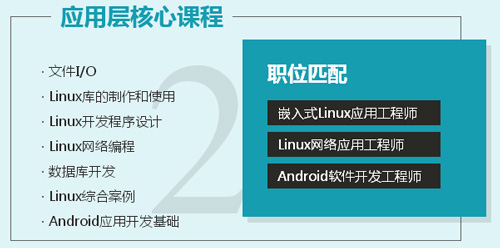 应用层核心课程
2
· 文件I/O
· Linux库的制作和使用
· Linux开发程序设计
· Linux网络编程
· 数据库开发
· Linux综合案例
· Android应用开发基础
职位匹配
嵌入式Linux应用工程师
Linux网络应用工程师
Android软件开发工程师